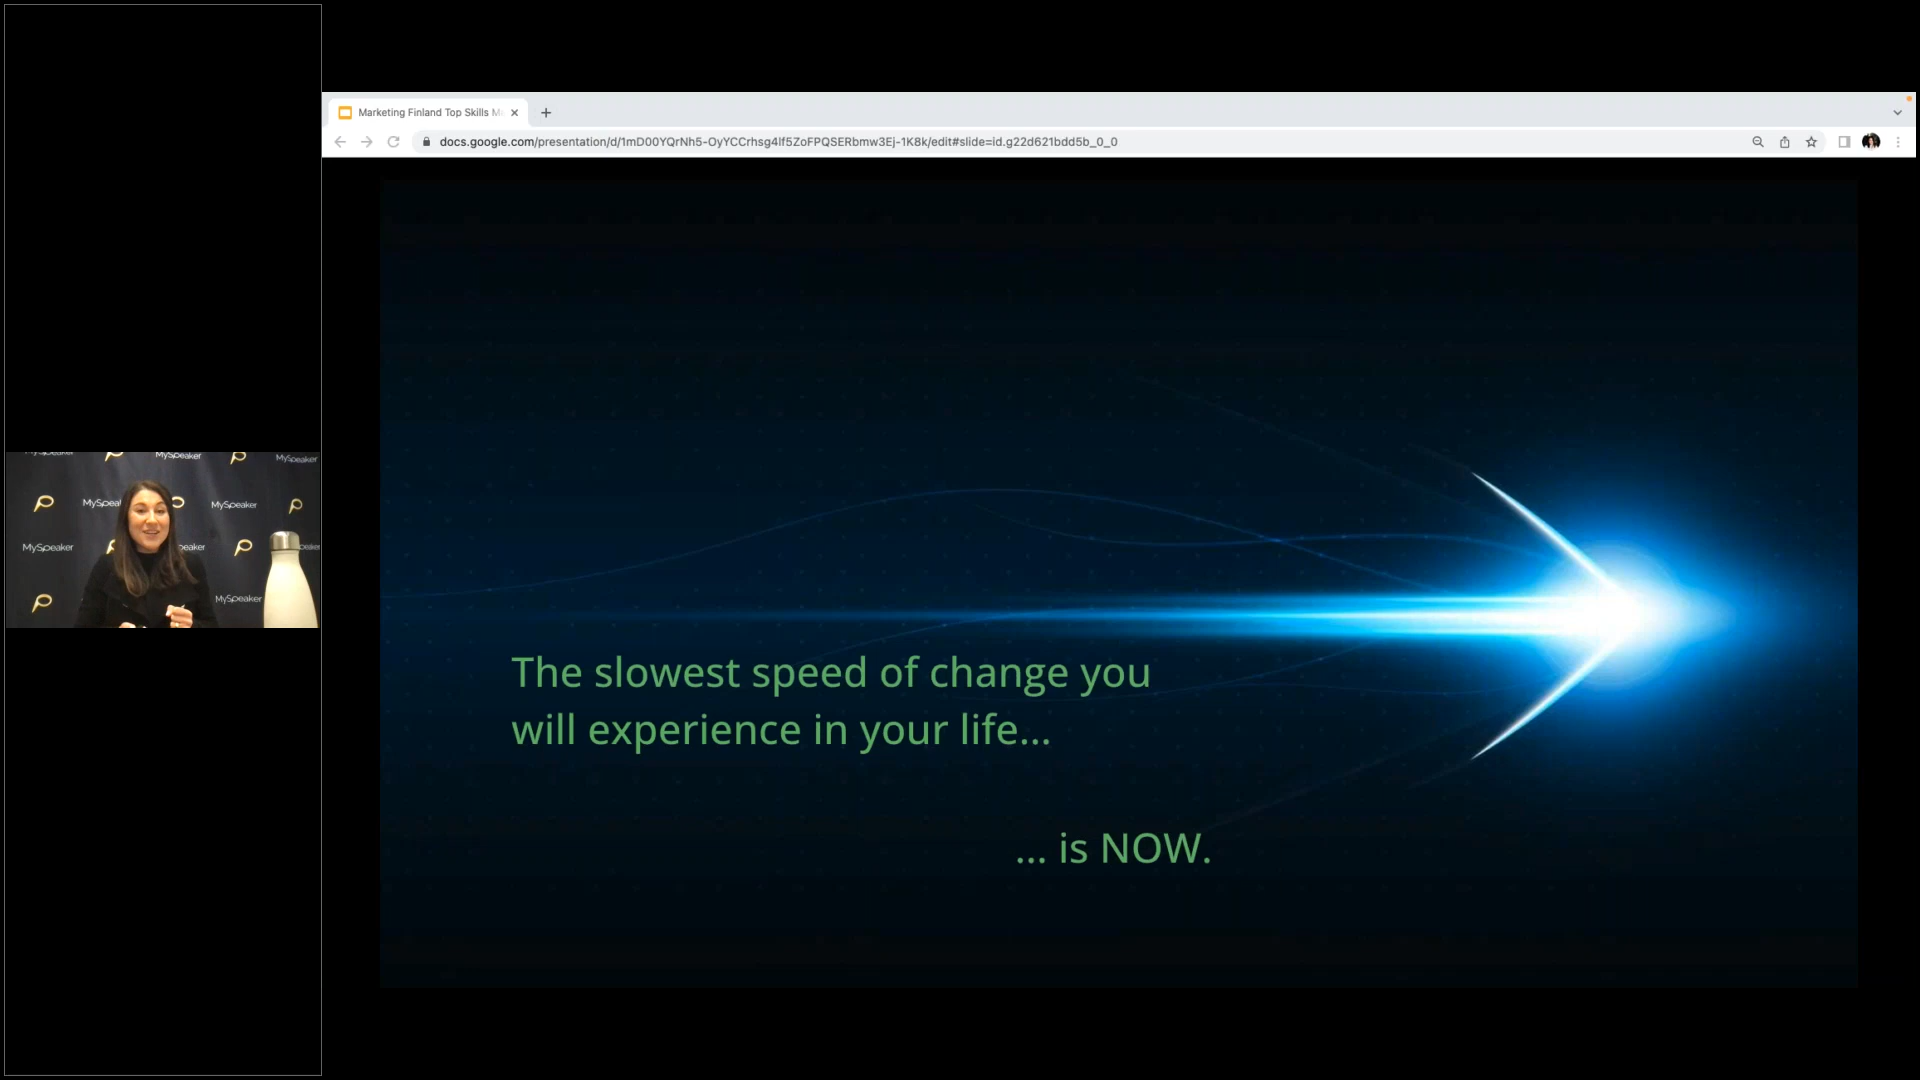 Marketing Finland Top Skills
docs.google.com/presentation/d/1mD00YQrNh5-OyYCCrhsg4lf5ZoFPQSERbmw3Ej-1K8k/edit#slide=id.g22d621bdd5b_0_0
MySpeaker
MySpeaker
MySpeaker
MySpeaker
MySpeaker
MySpeaker
The slowest speed of change you
will experience in your life...
... is NOW.